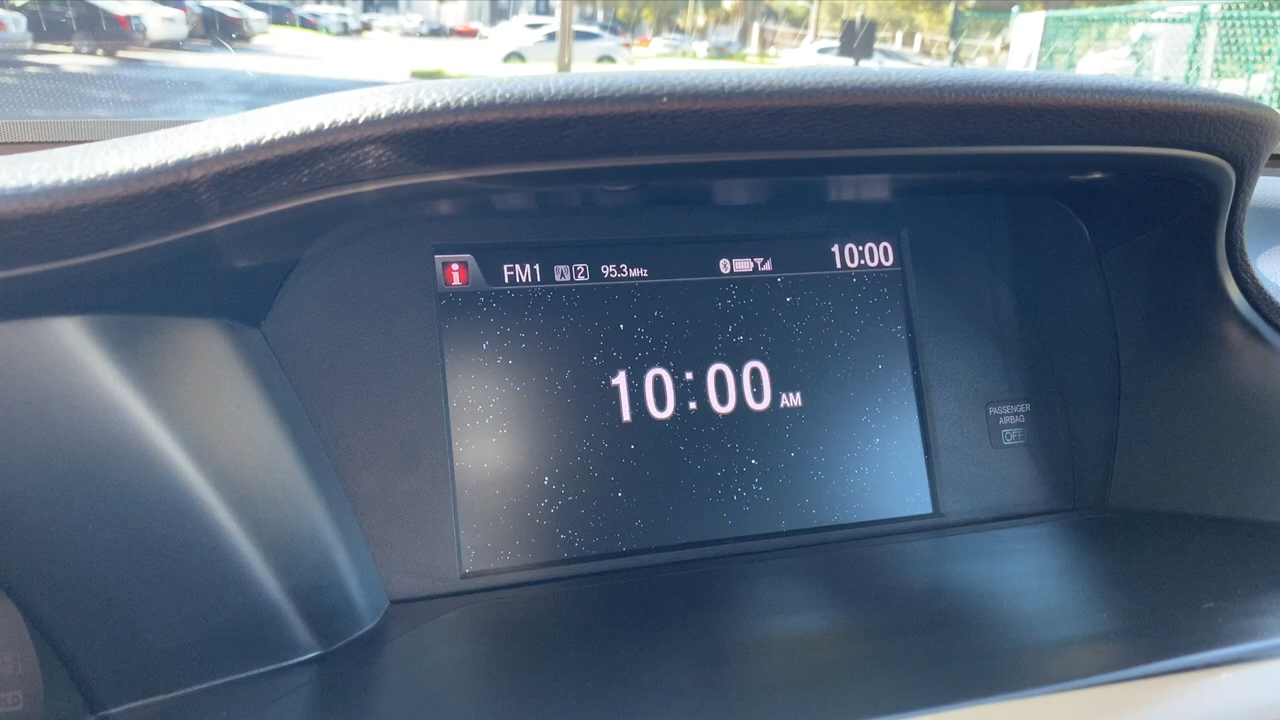 i FM1 2 95.3MHz 10:00
10:00 AM
PASSENGER
AIRBAG
OFF